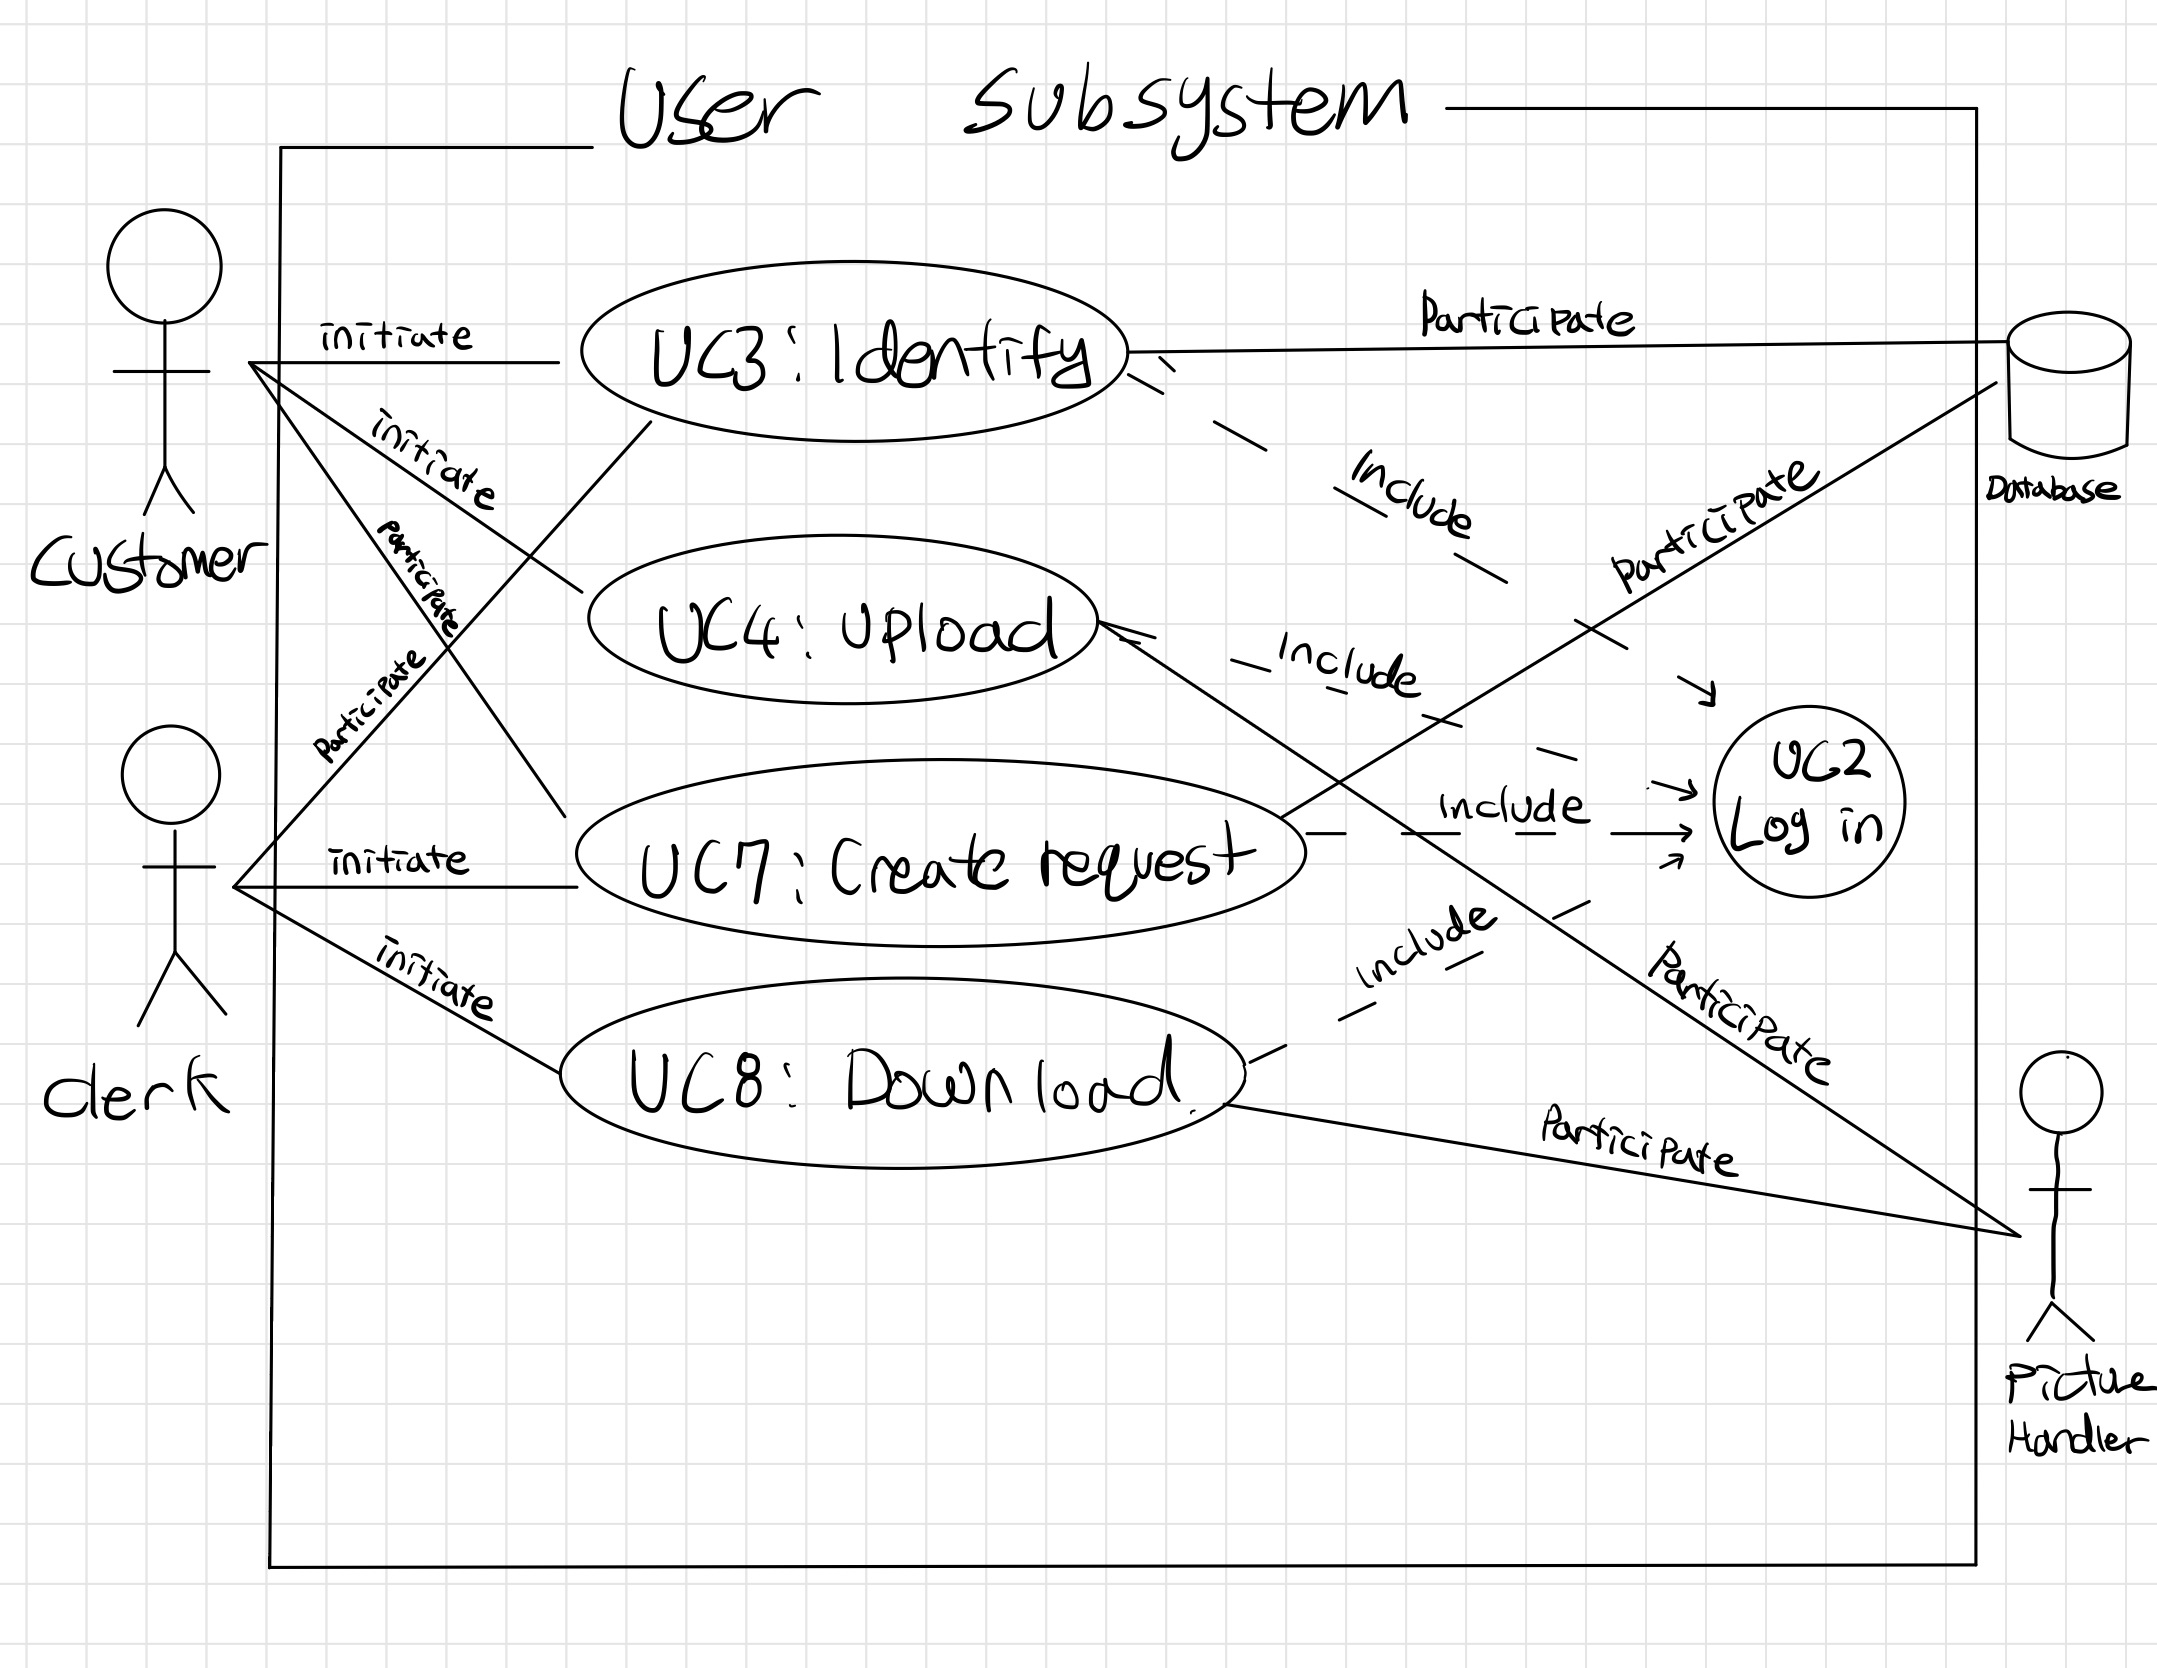 User Subsystem
initiate
UC3: Identify
Participate
Database
initiate
Include
participate
Customer
Participate
UC4: Upload
Include
Participate
UC2
Log in
initiate
UC7: Create request
Include
initiate
include
Participate
UC8: Download
Participate
clerk
Picture
Handler